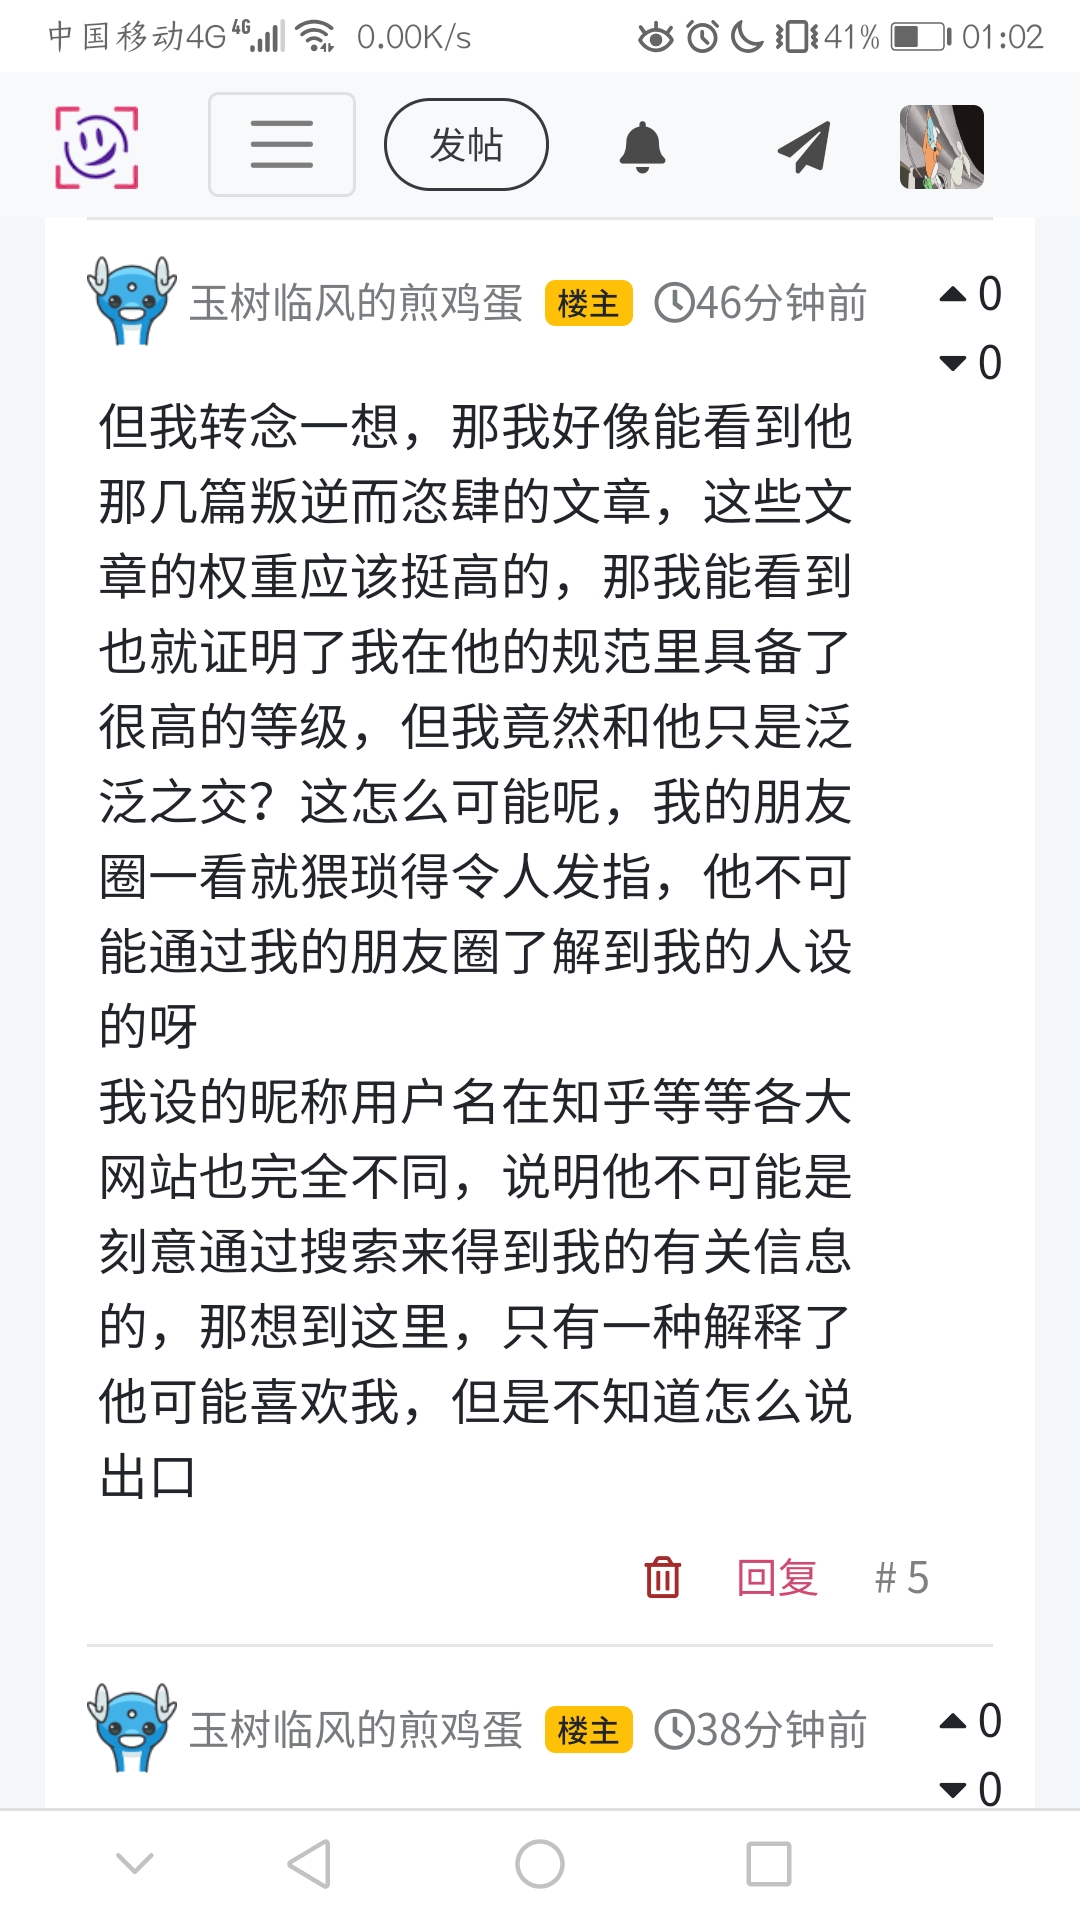 中国移动4G 4G 0.00K/s 41% 01:02
发帖
玉树临风的煎鸡蛋 楼主 46分钟前 0
0
但我转念一想，那我好像能看到他
那几篇叛逆而恣肆的文章，这些文
章的权重应该挺高的，那我能看到
也就证明了我在他的规范里具备了
很高的等级，但我竟然和他只是泛
泛之交？这怎么可能呢，我的朋友
圈一看就猥琐得令人发指，他不可
能通过我的朋友圈了解到我的人设
的呀
我设的昵称用户名在知乎等等各大
网站也完全不同，说明他不可能是
刻意通过搜索来得到我的有关信息
的，那想到这里，只有一种解释了
他可能喜欢我，但是不知道怎么说
出口
回复 # 5
玉树临风的煎鸡蛋 楼主 38分钟前 0
0